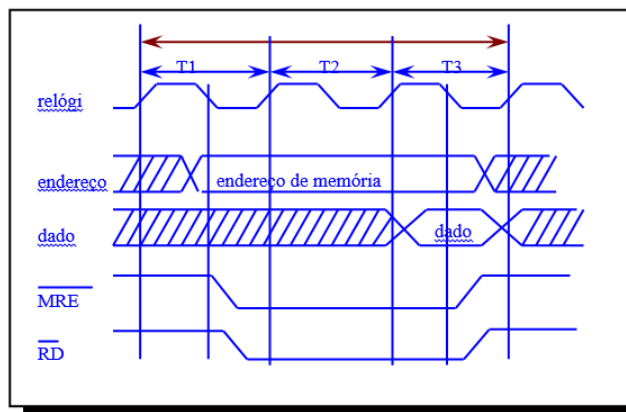 T1 T2 T3
relógi
endereço endereço de memória
dado dado
MRE
RD